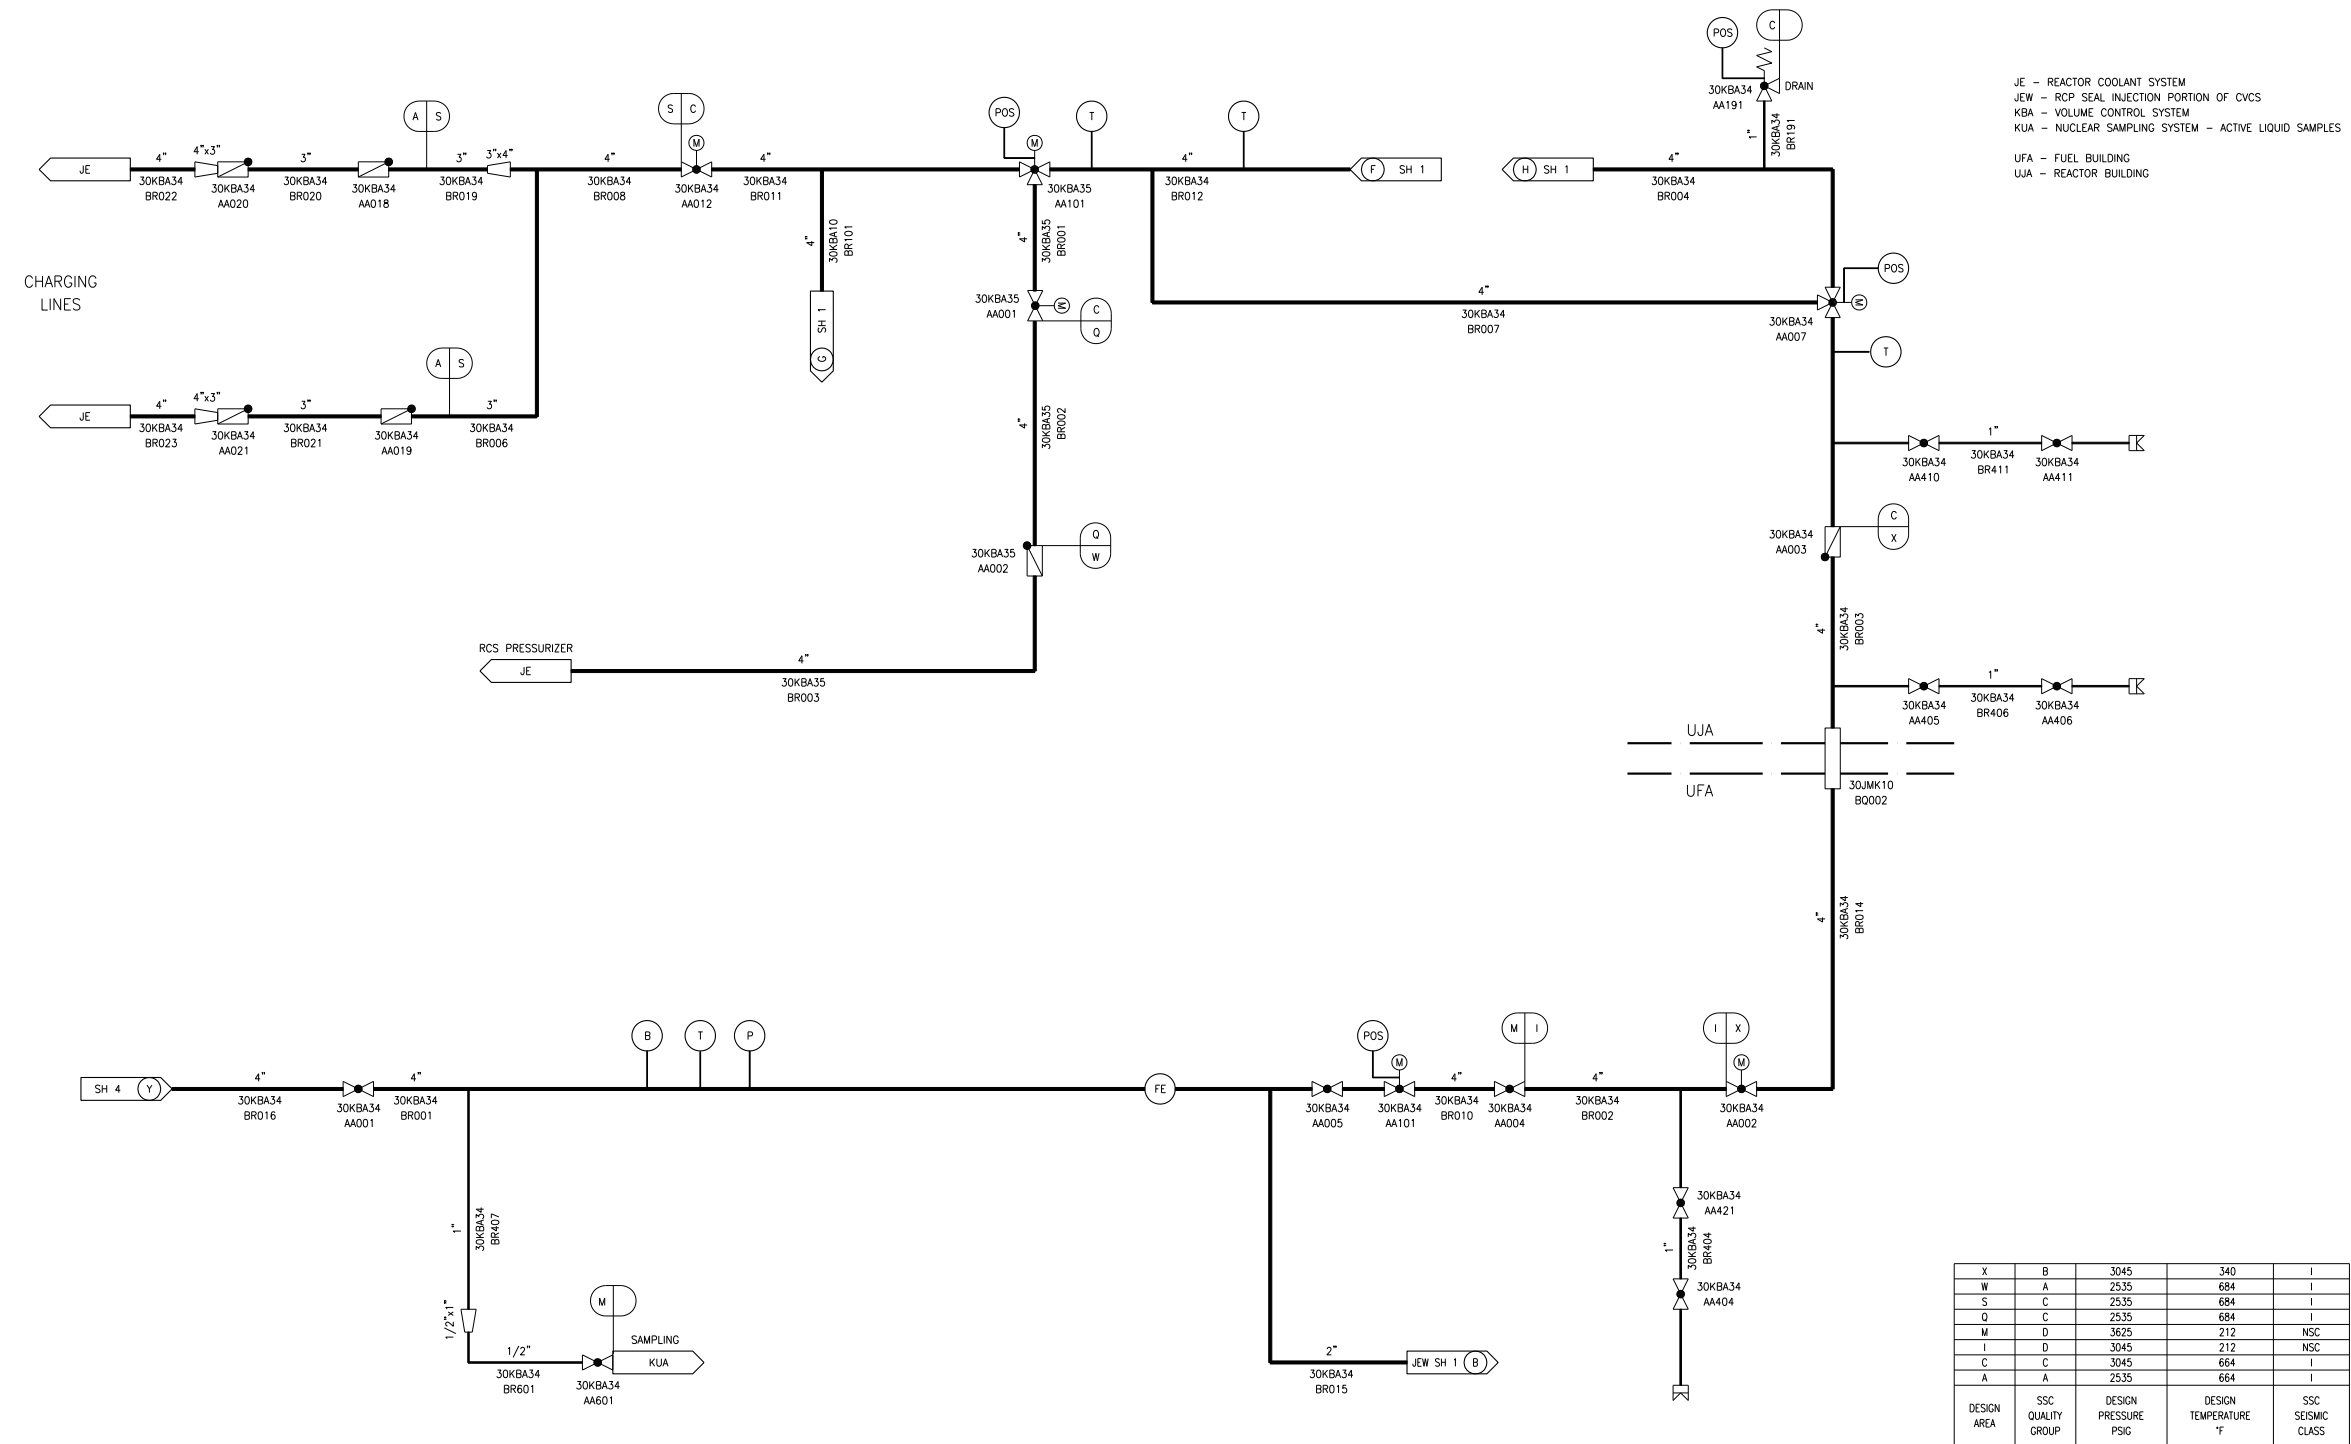 POS
C
30KBA34
AA191
DRAIN
1"
30KBA34
BR191
JE – REACTOR COOLANT SYSTEM
JEW – RCP SEAL INJECTION PORTION OF CVCS
KBA – VOLUME CONTROL SYSTEM
KUA – NUCLEAR SAMPLING SYSTEM – ACTIVE LIQUID SAMPLES
UFA – FUEL BUILDING
UJA – REACTOR BUILDING
A S
S C
M
POS
M
T
T
JE
4"
30KBA34
BR022
4"x3"
30KBA34
AA020
3"
30KBA34
BR020
30KBA34
AA018
3"
30KBA34
BR019
3"x4"
4"
30KBA34
BR008
30KBA34
AA012
4"
30KBA34
BR011
30KBA35
AA101
4"
30KBA34
BR012
F SH 1
H SH 1
4"
30KBA34
BR004
4"
30KBA10
BR101
SH 1
G
4"
30KBA35
BR001
CHARGING
LINES
30KBA35
AA001
M
C
Q
4"
30KBA34
BR007
POS
M
30KBA34
AA007
T
A S
JE
4"
30KBA34
BR023
4"x3"
30KBA34
AA021
3"
30KBA34
BR021
30KBA34
AA019
3"
30KBA34
BR006
4"
30KBA35
BR002
30KBA34
AA410
1"
30KBA34
BR411
30KBA34
AA411
30KBA35
AA002
Q
W
30KBA34
AA003
C
X
4"
30KBA34
BR003
RCS PRESSURIZER
JE
4"
30KBA35
BR003
30KBA34
AA405
1"
30KBA34
BR406
30KBA34
AA406
UJA
UFA
30JMK10
BQ002
4"
30KBA34
BR014
B
T
P
POS
M
M I
I X
M
SH 4 Y
4"
30KBA34
BR016
30KBA34
AA001
4"
30KBA34
BR001
FE
30KBA34
AA005
30KBA34
AA101
4"
30KBA34
BR010
30KBA34
AA004
4"
30KBA34
BR002
30KBA34
AA002
1"
30KBA34
BR407
30KBA34
AA421
1"
30KBA34
BR404
30KBA34
AA404
1/2"x1"
M
SAMPLING
KUA
1/2"
30KBA34
BR601
30KBA34
AA601
2"
30KBA34
BR015
JEW SH 1 B
X B 3045 340 I
W A 2535 684 I
S C 2535 684 I
Q C 2535 684 I
M D 3625 212 NSC
I D 3045 212 NSC
C C 3045 664 I
A A 2535 664 I
DESIGN AREA
SSC QUALITY GROUP
DESIGN PRESSURE PSIG
DESIGN TEMPERATURE °F
SSC SEISMIC CLASS